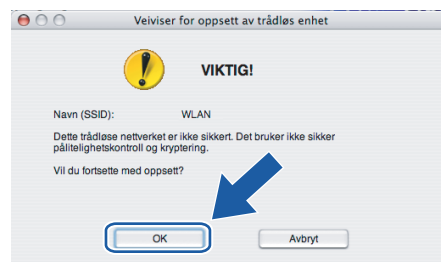 Veiviser for oppsett av trådløs enhet
VIKTIG!
Navn (SSID): WLAN
Dette trådløse nettverket er ikke sikkert. Det bruker ikke sikker
pålitelighetskontroll og kryptering.
Vil du fortsette med oppsett?
OK Avbryt